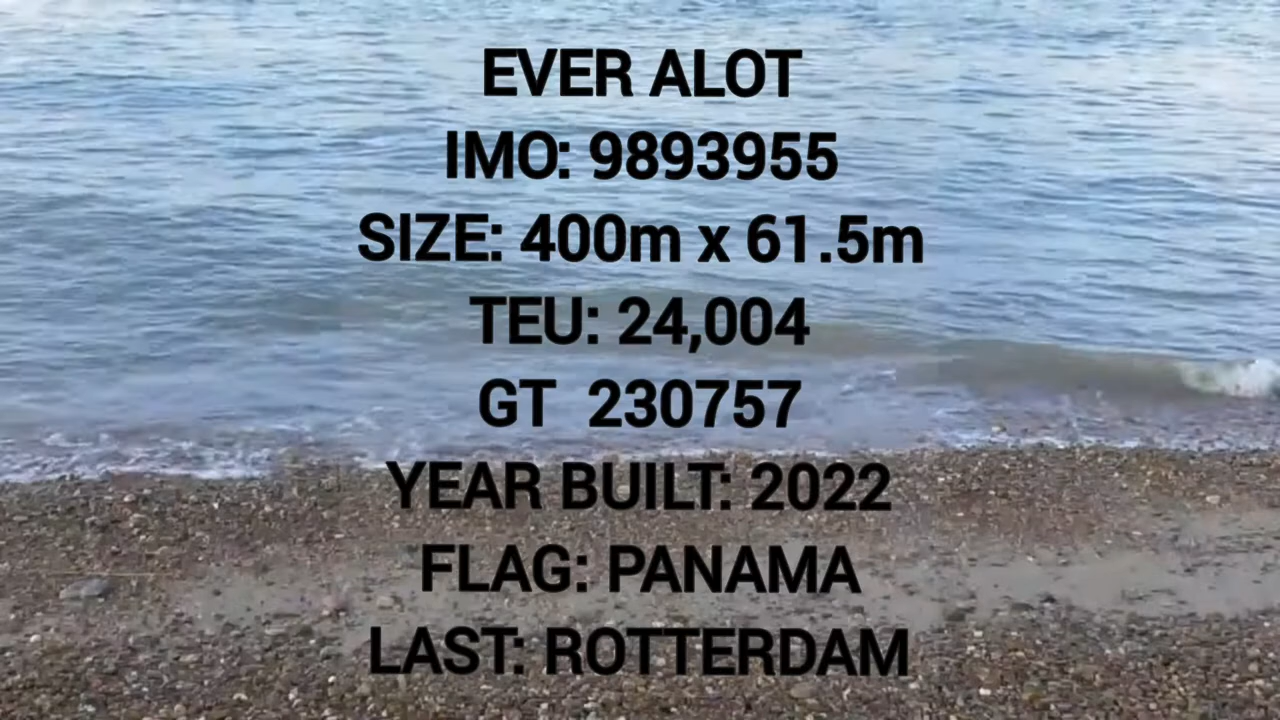 EVER ALOT
IMO: 9893955
SIZE: 400m x 61.5m
TEU: 24,004
GT  230757
YEAR BUILT: 2022
FLAG: PANAMA
LAST: ROTTERDAM